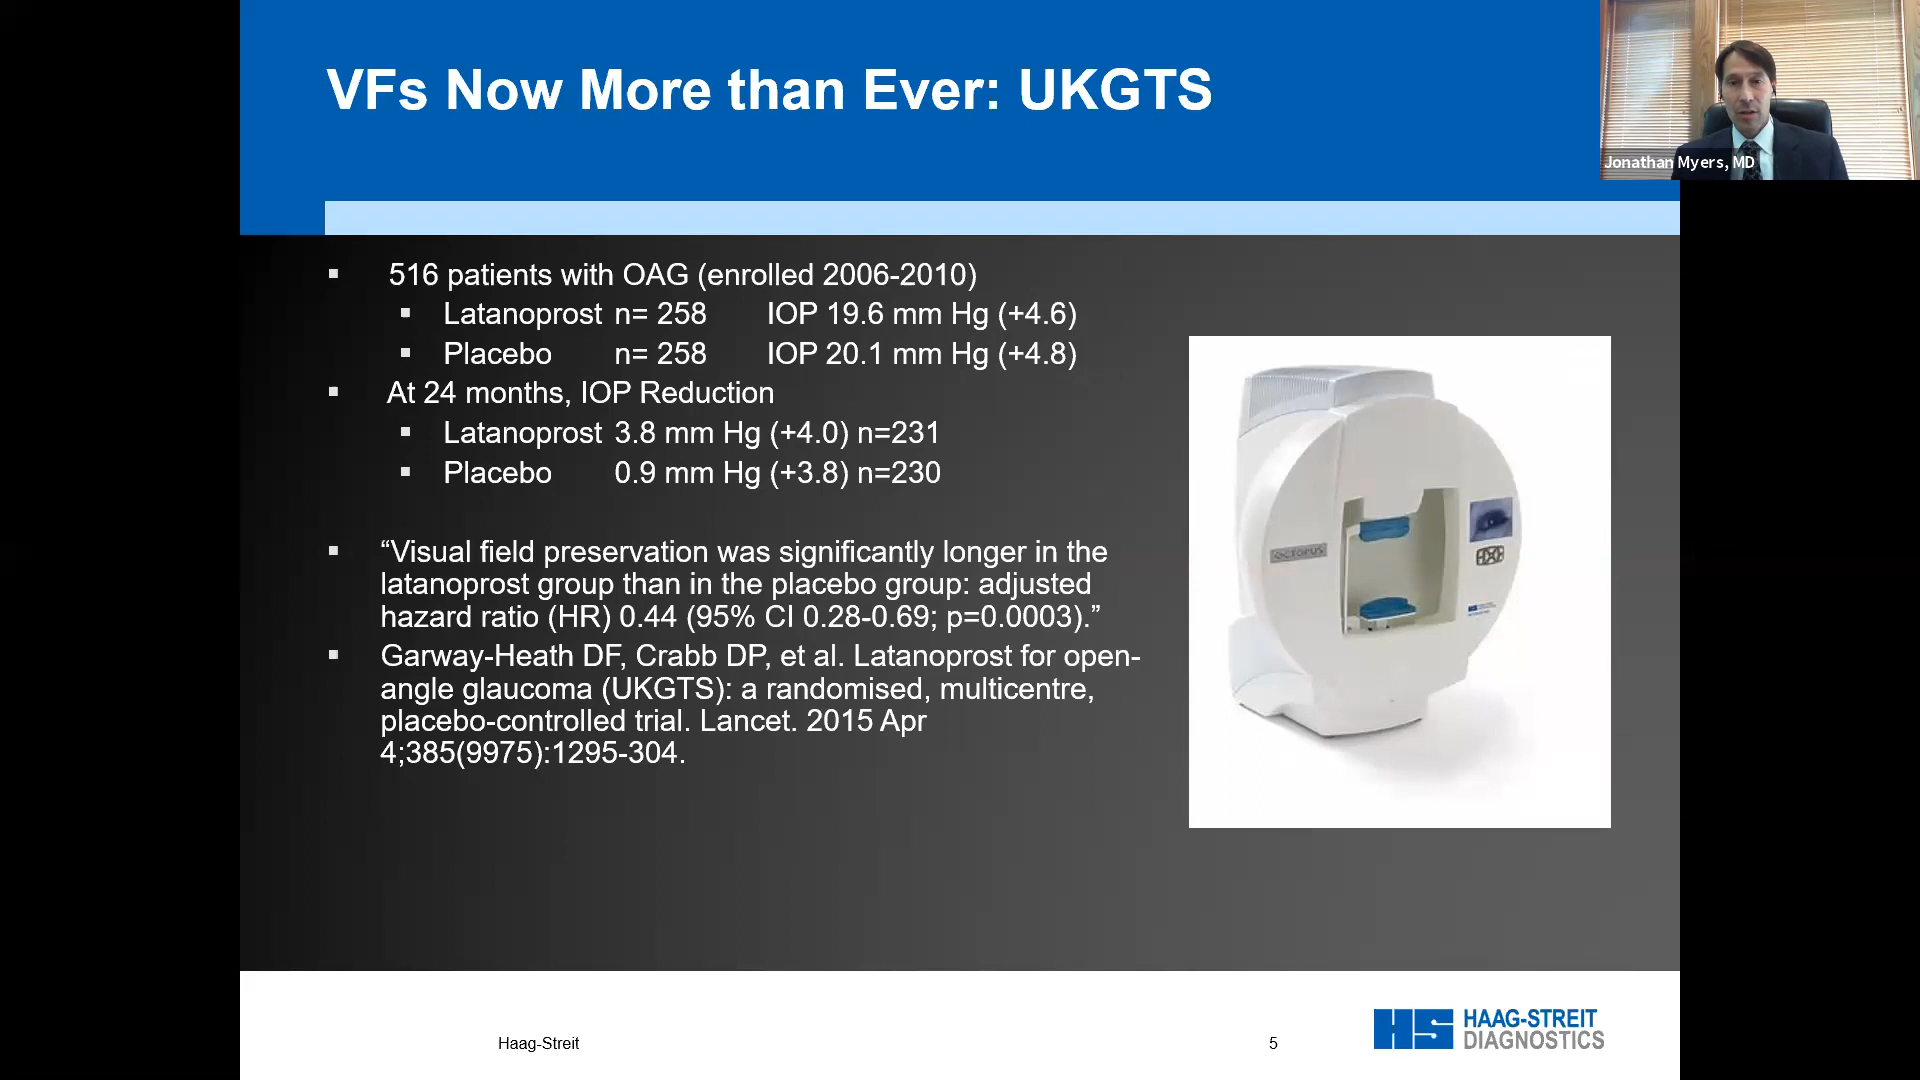 VFs Now More than Ever: UKGTS
Jonathan Myers, MD
▪ 516 patients with OAG (enrolled 2006-2010)
▪ Latanoprost n= 258 IOP 19.6 mm Hg (+4.6)
▪ Placebo n= 258 IOP 20.1 mm Hg (+4.8)
▪ At 24 months, IOP Reduction
▪ Latanoprost 3.8 mm Hg (+4.0) n=231
▪ Placebo 0.9 mm Hg (+3.8) n=230
▪ “Visual field preservation was significantly longer in the
latanoprost group than in the placebo group: adjusted
hazard ratio (HR) 0.44 (95% CI 0.28-0.69; p=0.0003).”
▪ Garway-Heath DF, Crabb DP, et al. Latanoprost for open-
angle glaucoma (UKGTS): a randomised, multicentre,
placebo-controlled trial. Lancet. 2015 Apr
4;385(9975):1295-304.
OCTOPUS
Haag-Streit
5
HS HAAG-STREIT
DIAGNOSTICS